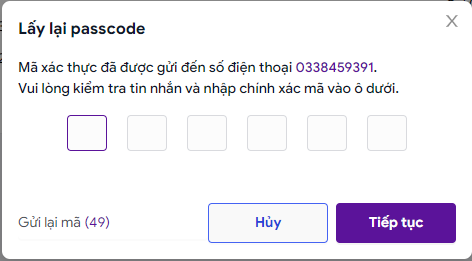 Lấy lại passcode
Mã xác thực đã được gửi đến số điện thoại 0338459391.
Vui lòng kiểm tra tin nhắn và nhập chính xác mã vào ô dưới.
Gửi lại mã (49)
Hủy
Tiếp tục